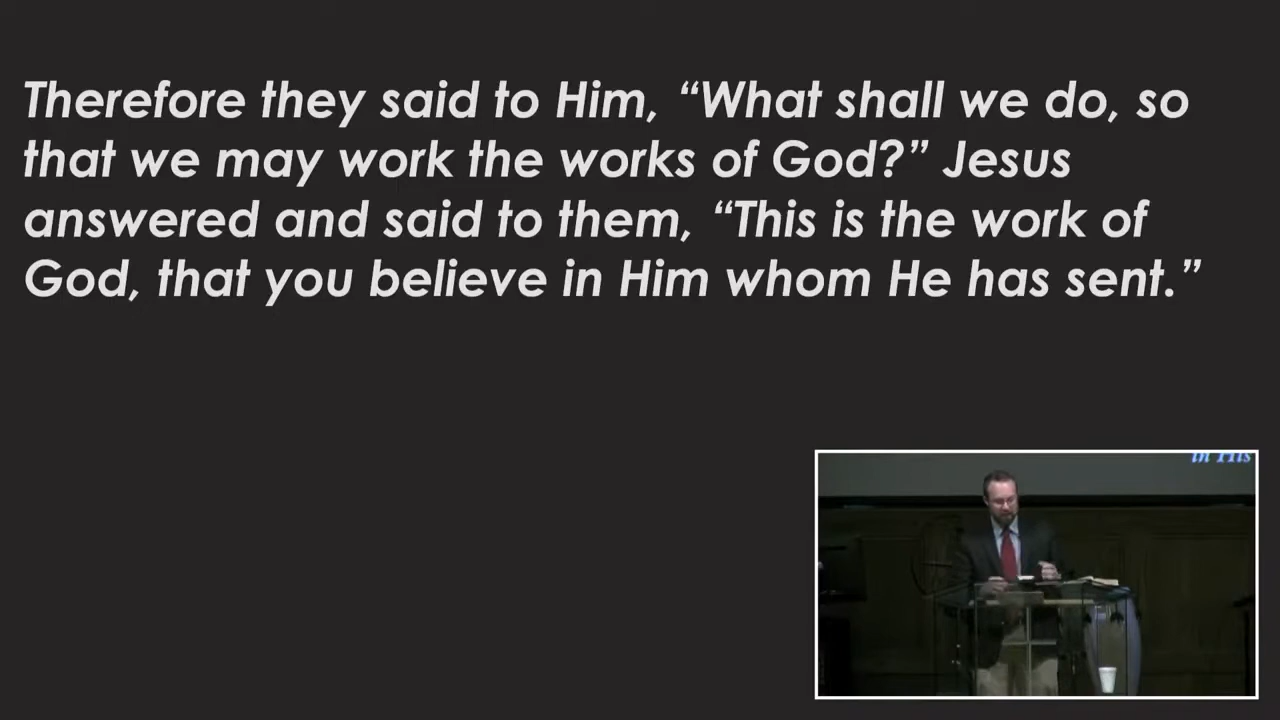 Therefore they said to Him, “What shall we do, so
that we may work the works of God?” Jesus
answered and said to them, “This is the work of
God, that you believe in Him whom He has sent.”
in His